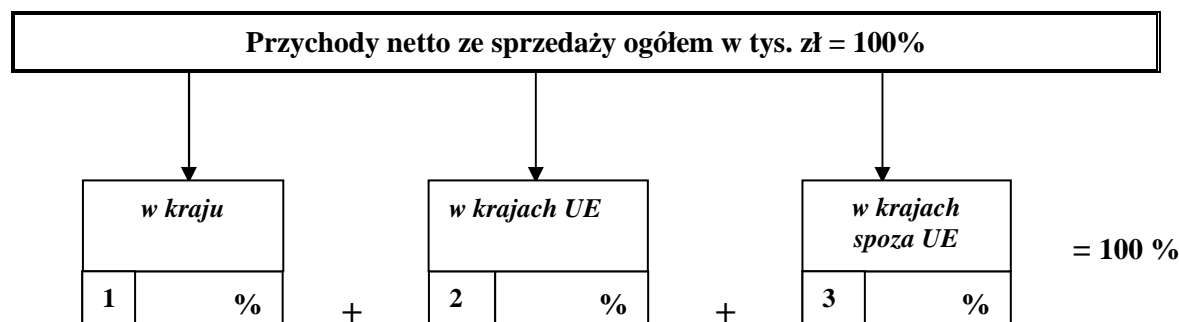 Przychody netto ze sprzedaży ogółem w tys. zł = 100%
w kraju
w krajach UE
w krajach
spoza UE
= 100 %
1 % + 2 % + 3 %